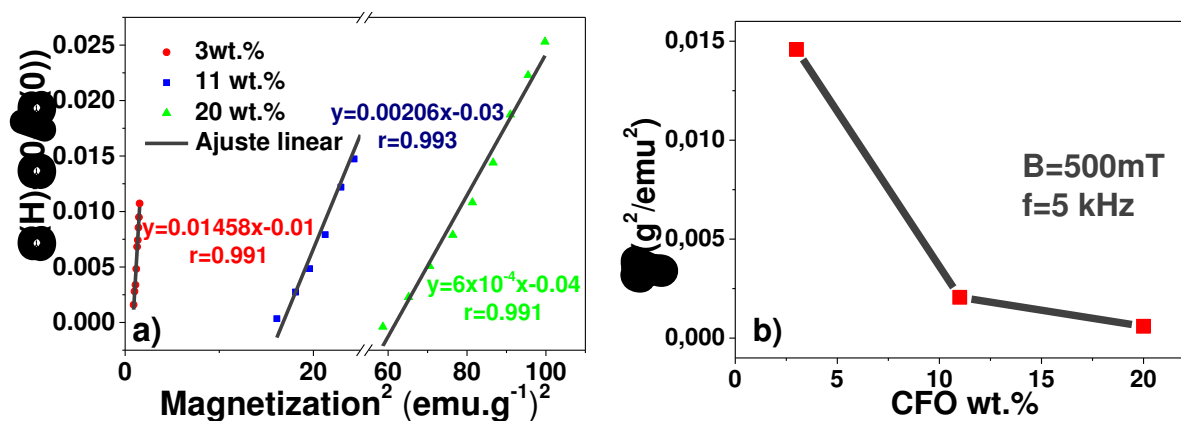 0.025
0.020
0.015
0.010
0.005
0.000
3wt.%
11 wt.%
20 wt.%
Ajuste linear
y=0.00206x-0.03
r=0.993
y=0.01458x-0.01
r=0.991
y=6x10⁻⁴x-0.04
r=0.991
a)
0 20 60 80 100
Magnetization² (emu.g⁻¹)²
0,015
0,010
0,005
0,000
(g²/emu²)
B=500mT
f=5 kHz
b)
0 5 10 15 20
CFO wt.%